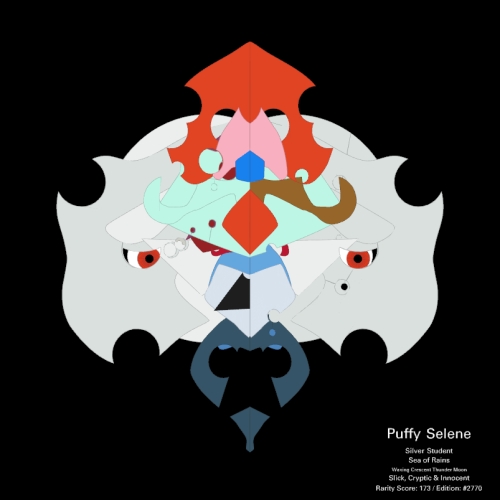 Puffy Selene
Silver Student
Sea of Rains
Waxing Crescent Thunder Moon
Slick, Cryptic & Innocent
Rarity Score: 173 / Edition: #2770